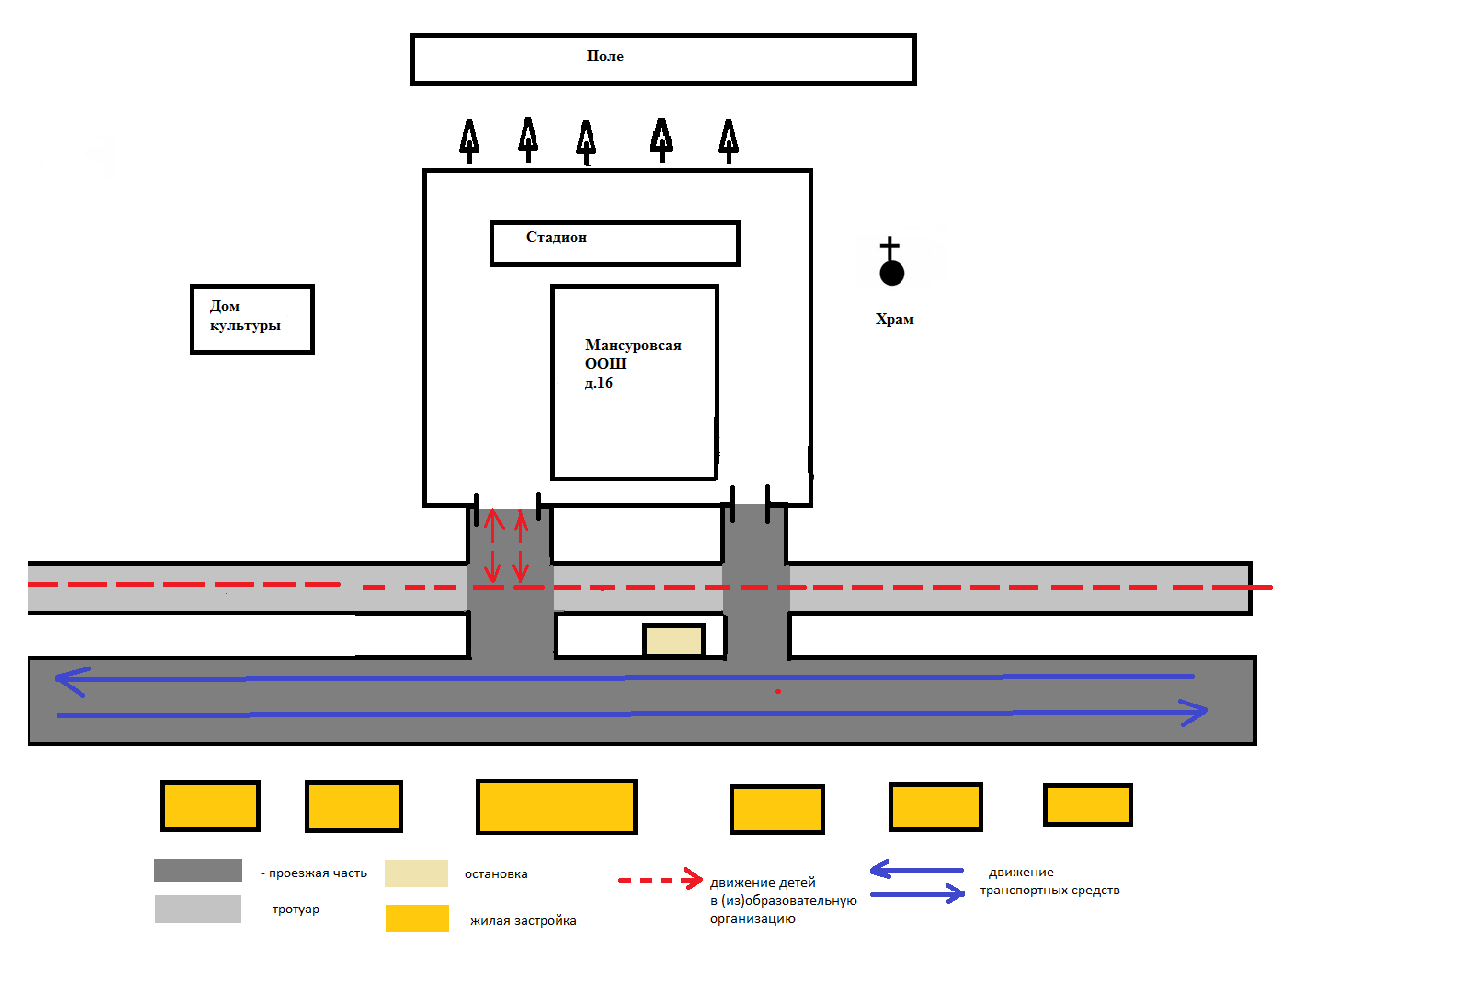 Поле
Стадион
Дом
культуры
Храм
Мансуровсая
ООШ
д.16
- проезжая часть
тротуар
остановка
жилая застройка
движение детей
в (из)образовательную
организацию
движение
транспортных средств